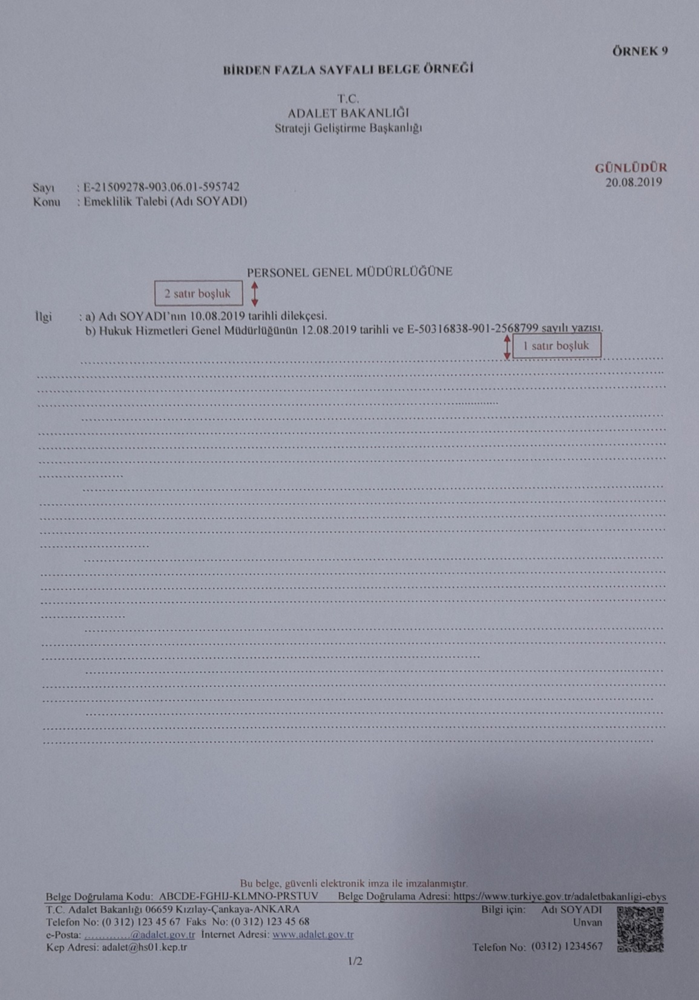 ÖRNEK 9
BİRDEN FAZLA SAYFALI BELGE ÖRNEĞİ
T.C.
ADALET BAKANLIĞI
Strateji Geliştirme Başkanlığı
GÜNLÜDÜR
20.08.2019
Sayı : E-21509278-903.06.01-595742
Konu : Emeklilik Talebi (Adı SOYADI)
PERSONEL GENEL MÜDÜRLÜĞÜNE
2 satır boşluk
İlgi : a) Adı SOYADI'nın 10.08.2019 tarihli dilekçesi.
b) Hukuk Hizmetleri Genel Müdürlüğünün 12.08.2019 tarihli ve E-50316838-901-2568799 sayılı yazısı.
1 satır boşluk
Bu belge, güvenli elektronik imza ile imzalanmıştır.
Belge Doğrulama Kodu: ABCDE-FGHIJ-KLMNO-PRSTUV Belge Doğrulama Adresi: https://www.turkiye.gov.tr/adaletbakanligi-ebys
T.C. Adalet Bakanlığı 06659 Kızılay-Çankaya-ANKARA Bilgi için: Adı SOYADI
Telefon No: (0 312) 123 45 67 Faks No: (0 312) 123 45 68 Unvan
e-Posta: ............@adalet.gov.tr İnternet Adresi: www.adalet.gov.tr
Kep Adresi: adalet@hs01.kep.tr Telefon No: (0312) 1234567
1/2